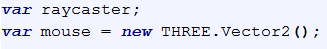 var raycaster;
var mouse = new THREE.Vector2();